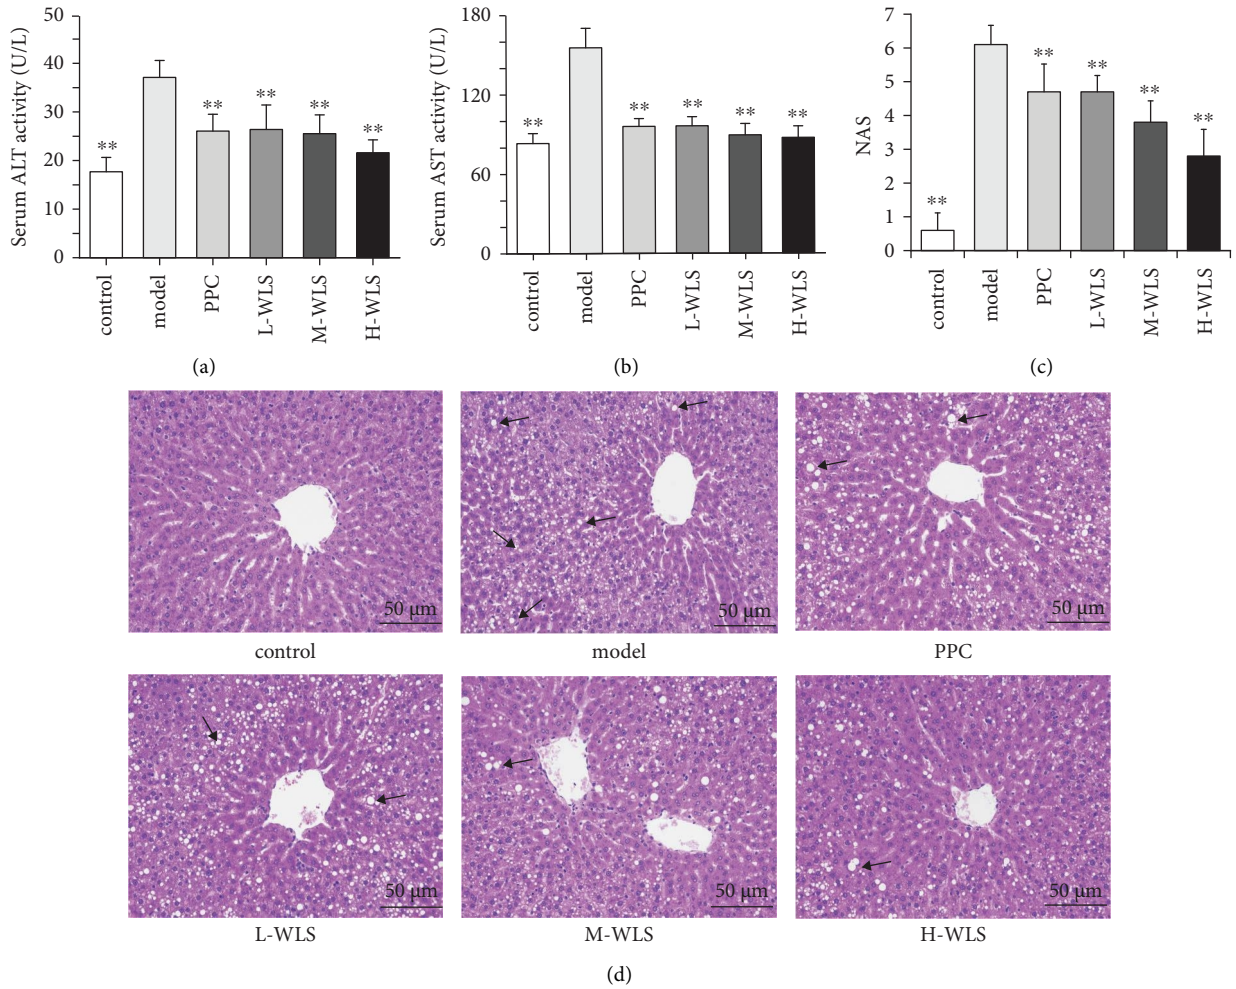 Serum ALT activity (U/L)
50
40
30
20
10
0
**
**
**
**
**
control
model
PPC
L-WLS
M-WLS
H-WLS
(a)
Serum AST activity (U/L)
180
120
60
0
**
**
**
**
**
control
model
PPC
L-WLS
M-WLS
H-WLS
(b)
NAS
7
6
5
4
3
2
1
0
**
**
**
**
**
control
model
PPC
L-WLS
M-WLS
H-WLS
(c)
50 μm
50 μm
50 μm
control
model
PPC
50 μm
50 μm
50 μm
L-WLS
M-WLS
H-WLS
(d)